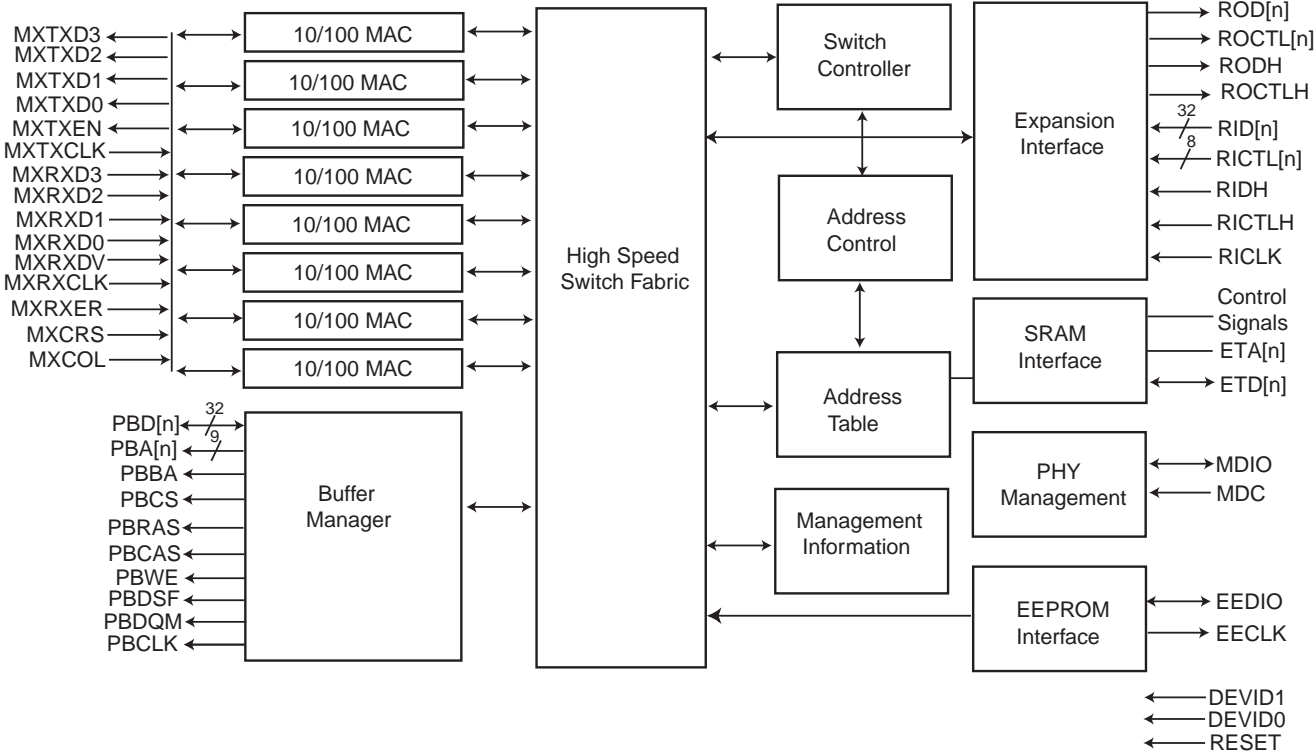 MXTXD3
MXTXD2
MXTXD1
MXTXD0
MXTXEN
MXTXCLK
MXRXD3
MXRXD2
MXRXD1
MXRXD0
MXRXDV
MXRXCLK
MXRXER
MXCRS
MXCOL
10/100 MAC
10/100 MAC
10/100 MAC
10/100 MAC
10/100 MAC
10/100 MAC
10/100 MAC
10/100 MAC
PBD[n]
32
PBA[n]
9
PBBA
PBCS
PBRAS
PBCAS
PBWE
PBDSF
PBDQM
PBCLK
Buffer
Manager
High Speed
Switch Fabric
Switch
Controller
Address
Control
Address
Table
Management
Information
Expansion
Interface
SRAM
Interface
PHY
Management
EEPROM
Interface
ROD[n]
ROCTL[n]
RODH
ROCTLH
32
RID[n]
8
RICTL[n]
RIDH
RICTLH
RICLK
Control
Signals
ETA[n]
ETD[n]
MDIO
MDC
EEDIO
EECLK
DEVID1
DEVID0
RESET